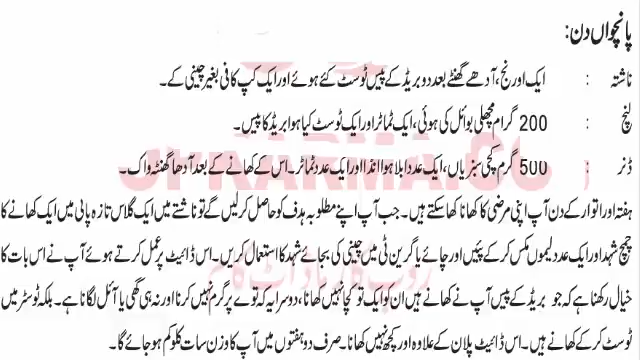 پانچواں دن:
ناشتہ : ایک اورنج، آدھے گھنٹے بعد دو بریڈ کے پیس ٹوسٹ کئے ہوئے اور ایک کپ کافی بغیر چینی کے۔
لنچ : 200 گرام مچھلی بوائل کی ہوئی، ایک ٹماٹر اور ایک ٹوسٹ کیا ہوا بریڈ کا پیس۔
ڈنر : 500 گرم کچی سبزیاں، ایک عدد ابلا ہوا انڈا اور ایک عدد ٹماٹر۔ اس کے کھانے کے بعد آدھا گھنٹہ واک۔
ہفتہ اور اتوار کے دن آپ اپنی مرضی کا کھانا کھا سکتے ہیں۔ جب آپ اپنے مطلوبہ ہدف کو حاصل کرلیں گے تو ناشتے میں ایک گلاس تازہ پانی میں ایک کھانے کا
چمچ شہد اور ایک عدد لیموں مکس کر کے پئیں اور چائے یا گرین ٹی میں چینی کی بجائے شہد کا استعمال کریں۔ اس ڈائیٹ پر عمل کرتے ہوئے آپ نے اس بات کا
خیال رکھنا ہے کہ جو بریڈ کے پیس آپ نے کھانے ہیں ان کو ایک تو کچا نہیں کھانا، دوسرا یہ کہ توے پر گرم نہیں کرنا اور نہ ہی گھی یا آئل لگانا ہے۔ بلکہ ٹوسٹر میں
ٹوسٹ کر کے کھانے ہیں۔ اس ڈائیٹ پلان کے علاوہ اور کچھ نہیں کھانا۔ صرف دو ہفتوں میں آپ کا وزن سات کلو کم ہو جائے گا۔